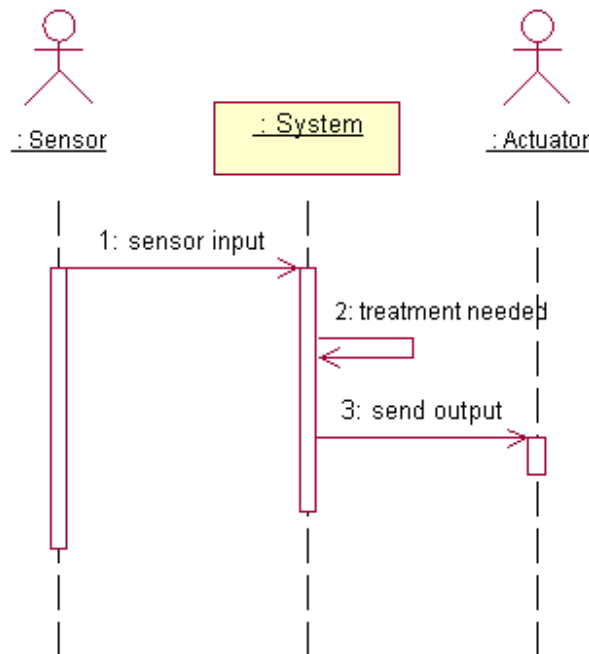 : Sensor
: System
: Actuator
1: sensor input
2: treatment needed
3: send output